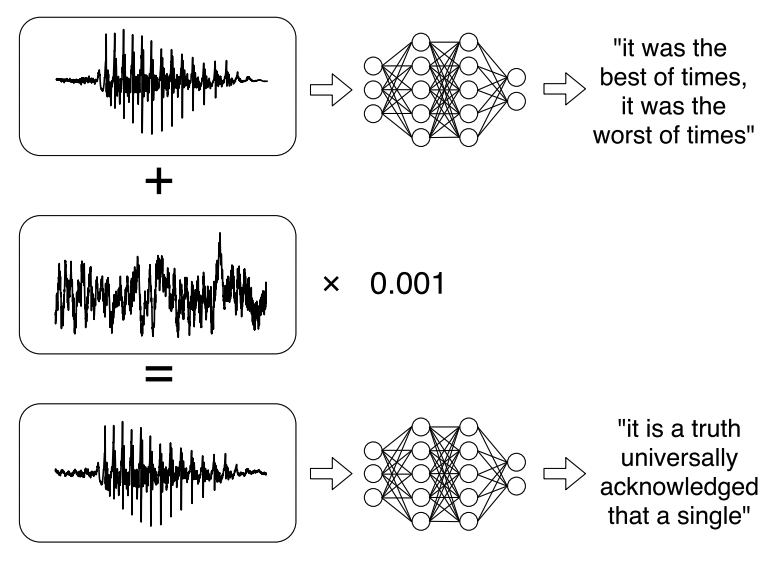 "it was the
best of times,
it was the
worst of times"
+
× 0.001
=
"it is a truth
universally
acknowledged
that a single"